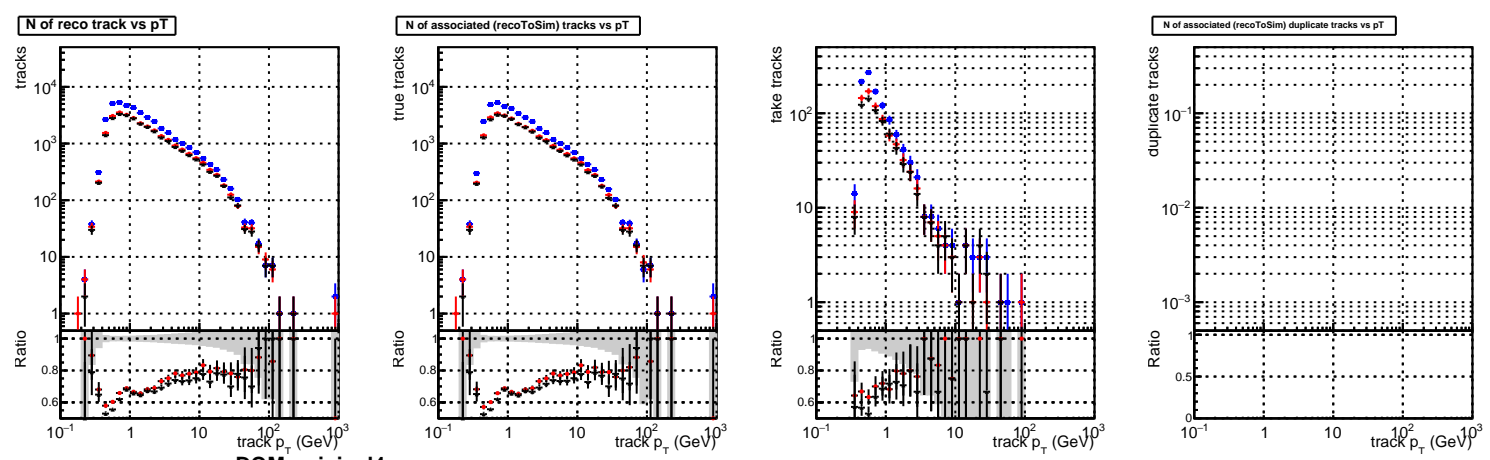 N of reco track vs pT
tracks
10⁴
10³
10²
10
1
Ratio
1
0.8
0.6
10⁻¹ 1 10 10² 10³
track p_T (GeV)
N of associated (recoToSim) tracks vs pT
true tracks
10⁴
10³
10²
10
1
Ratio
1
0.8
0.6
10⁻¹ 1 10 10² 10³
track p_T (GeV)
fake tracks
10²
10
1
Ratio
1
0.8
0.6
10⁻¹ 1 10 10² 10³
track p_T (GeV)
N of associated (recoToSim) duplicate tracks vs pT
duplicate tracks
10⁻¹
10⁻²
10⁻³
Ratio
1
0.5
0
10⁻¹ 1 10 10² 10³
track p_T (GeV)